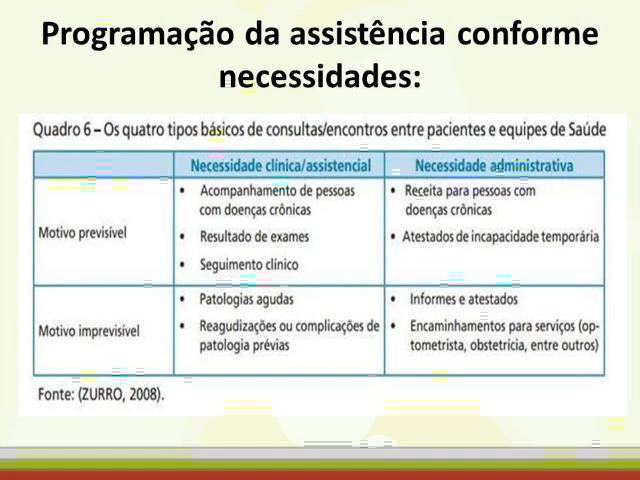 Programação da assistência conforme
necessidades:
Quadro 6 – Os quatro tipos básicos de consultas/encontros entre pacientes e equipes de Saúde
Necessidade clínica/assistencial
Necessidade administrativa
Motivo previsível
• Acompanhamento de pessoas
com doenças crônicas
• Resultado de exames
• Seguimento clínico
• Receita para pessoas com
doenças crônicas
• Atestados de incapacidade temporária
Motivo imprevisível
• Patologias agudas
• Reagudizações ou complicações de
patologia prévias
• Informes e atestados
• Encaminhamentos para serviços (op-
tometrista, obstetrícia, entre outros)
Fonte: (ZURRO, 2008).